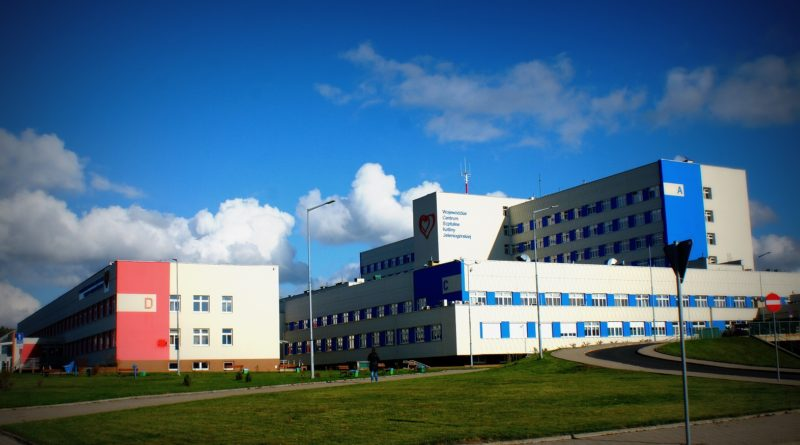 Wojewódzkie
Centrum
Szpitalne
Kotliny
Jeleniogórskiej
A
C
D